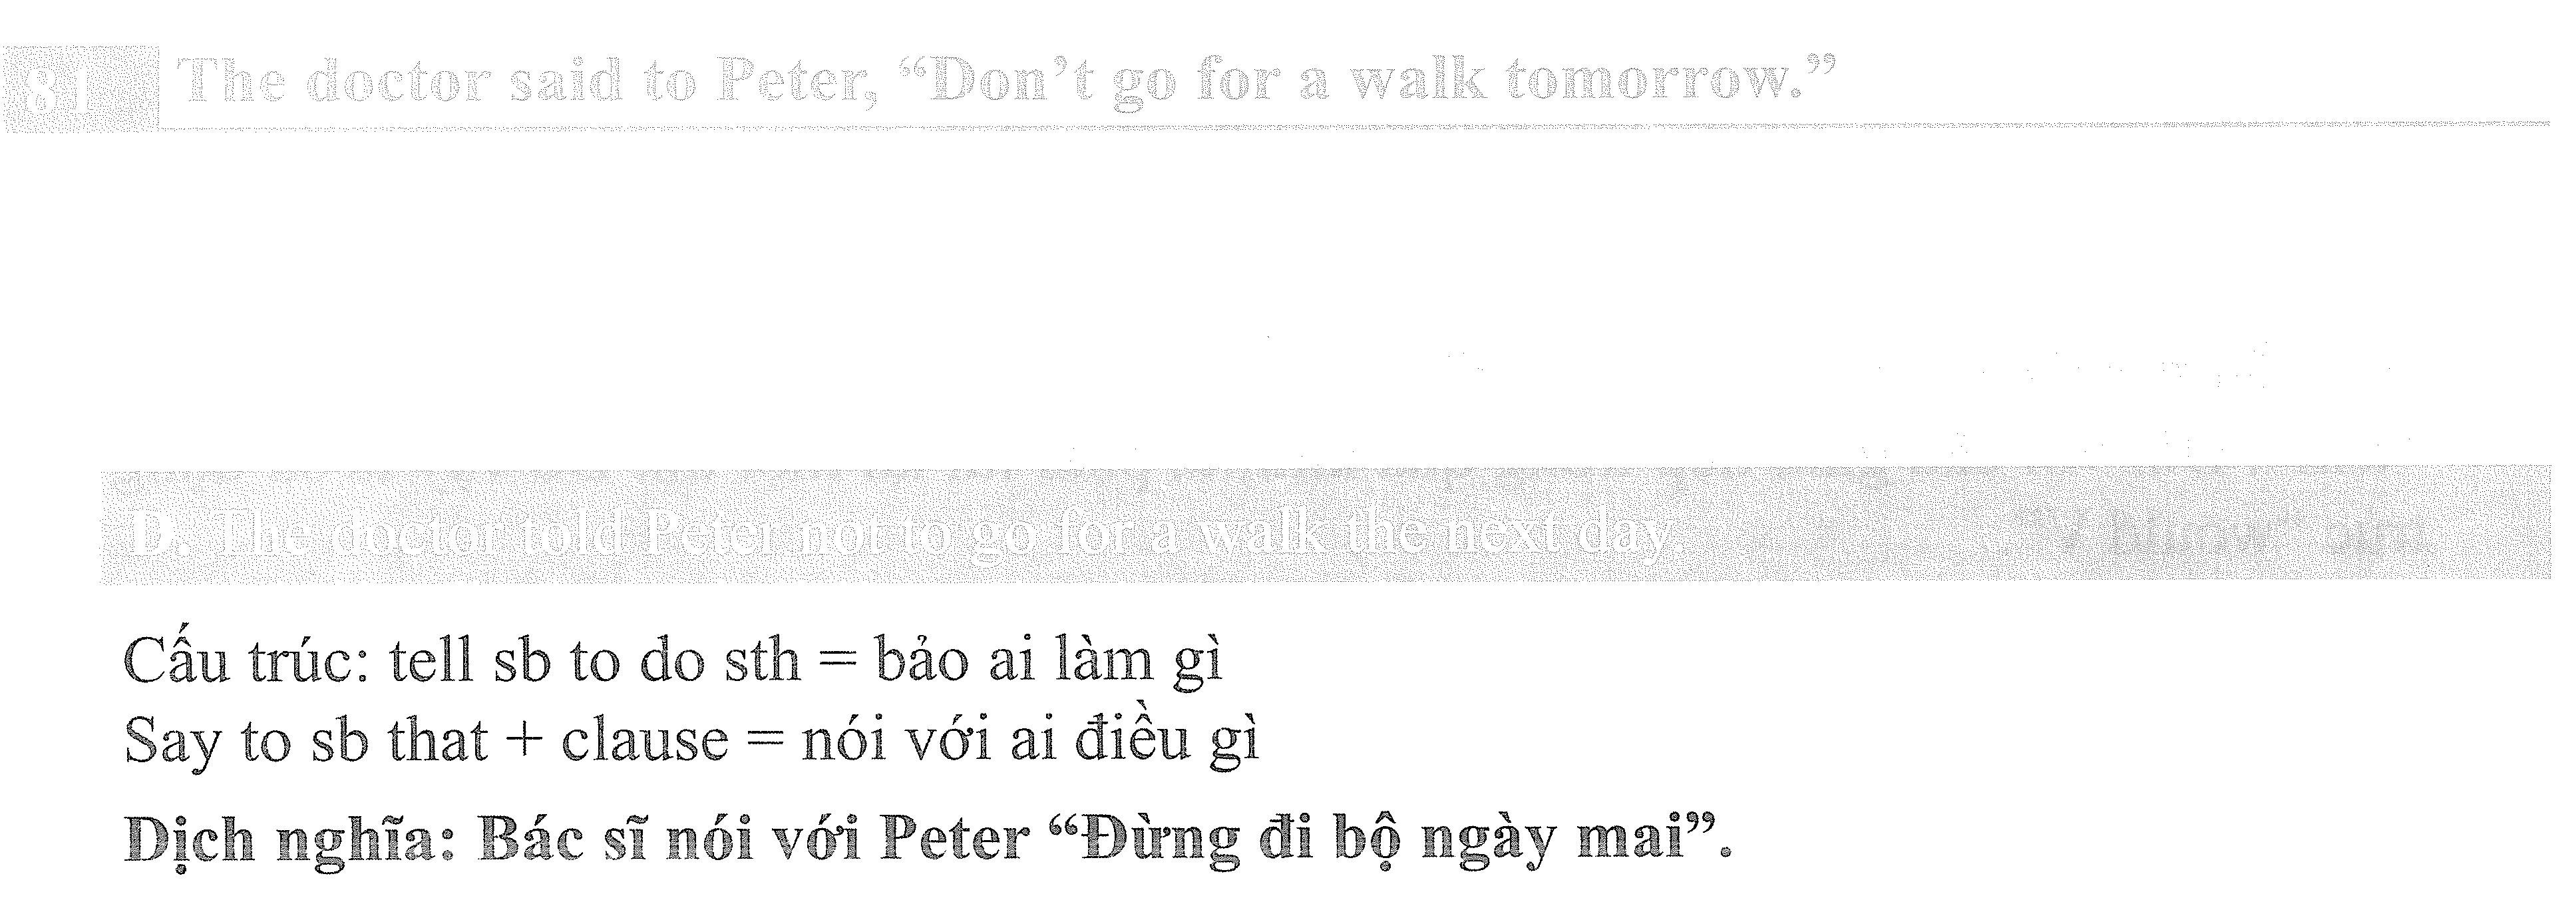 81 The doctor said to Peter, “Don’t go for a walk tomorrow.”
D. The doctor told Peter not to go for a walk the next day.
Cấu trúc: tell sb to do sth = bảo ai làm gì
Say to sb that + clause = nói với ai điều gì
Dịch nghĩa: Bác sĩ nói với Peter “Đừng đi bộ ngày mai”.